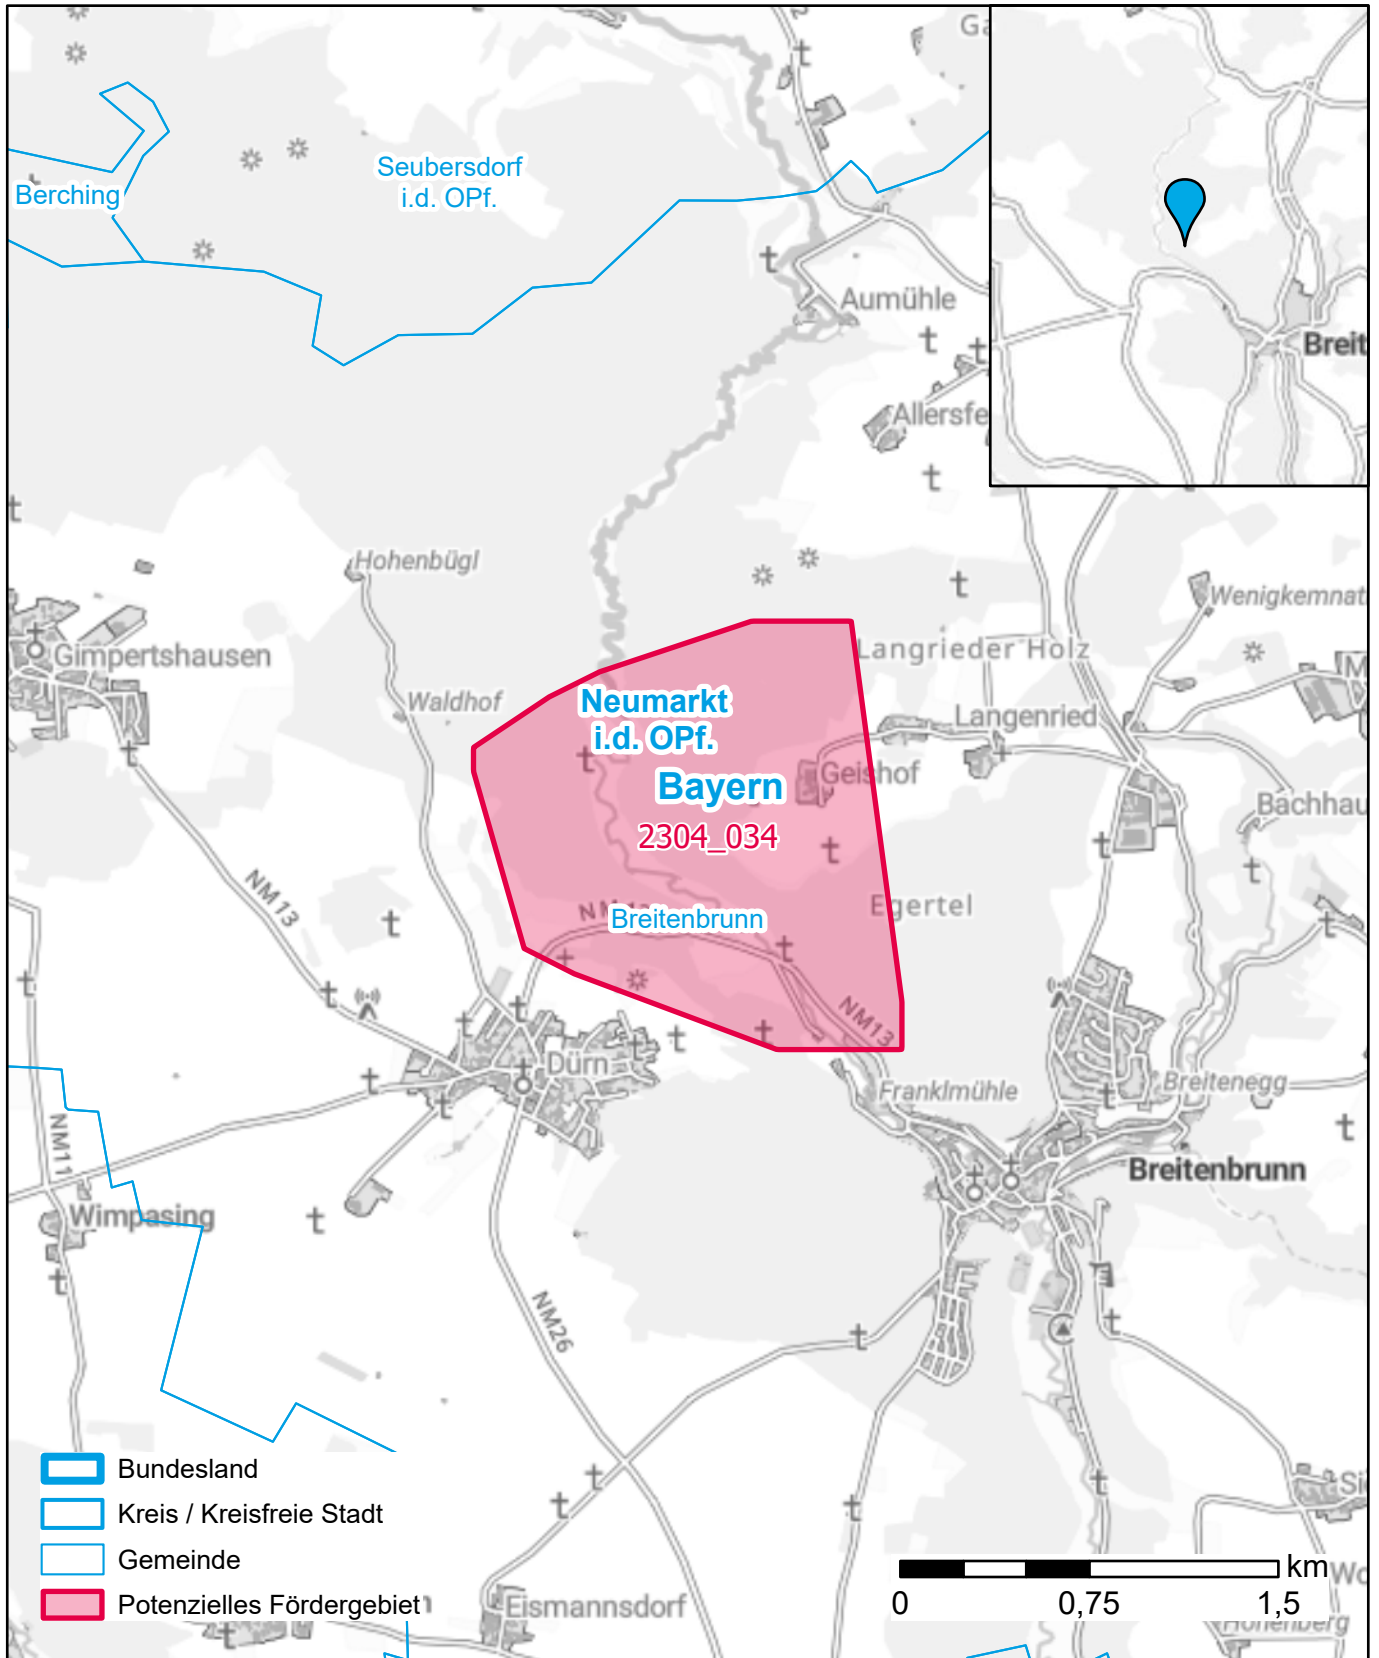 Seubersdorf
i.d. OPf.
Berching
Aumühle
Breit
Allersfe
Hohenbügl
Wenigkemnat
Gimpertshausen
Langrieder Holz
Waldhof
Neumarkt
i.d. OPf.
Langenried
Bayern
Geishof
Bachhau
2304_034
NM13
Egertel
Breitenbrunn
NM13
Dürn
Franklmühle
Breitenegg
NM11
Breitenbrunn
Wimpasing
NM26
Bundesland
Kreis / Kreisfreie Stadt
Gemeinde
Potenzielles Fördergebiet
Eismannsdorf
km
0 0,75 1,5
Höhenberg